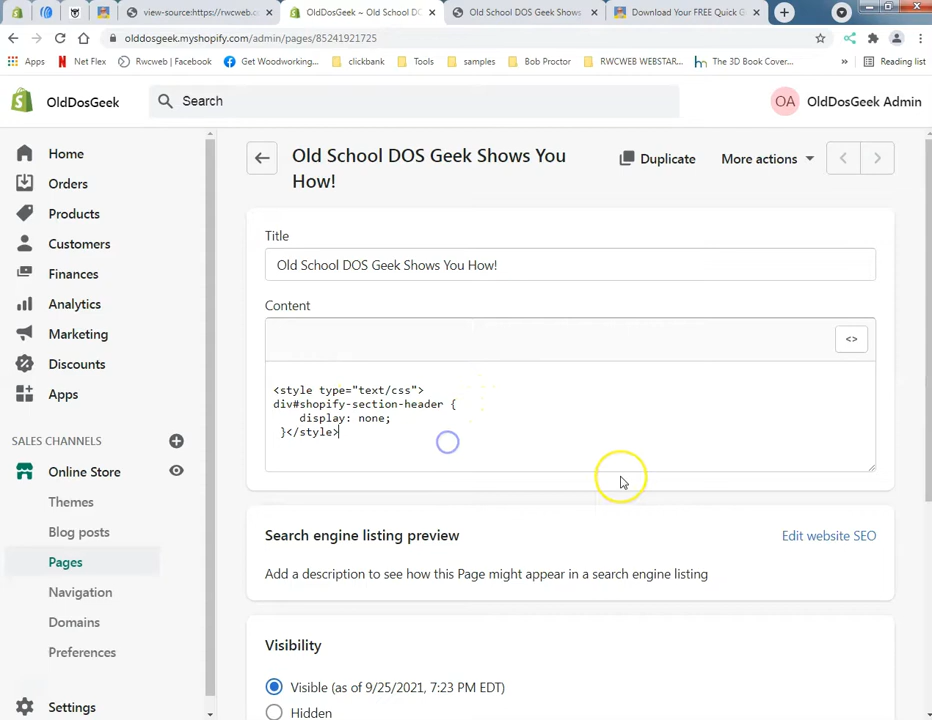 view-source:https://rwcweb.c
OldDosGeek ~ Old School DC
Old School DOS Geek Shows
Download Your FREE Quick G
olddosgeek.myshopify.com/admin/pages/85241921725
Apps
Net Flex
Rwcweb | Facebook
Get Woodworking...
clickbank
Tools
samples
Bob Proctor
RWCWEB WEBSTAR...
The 3D Book Cover...
»
Reading list
OldDosGeek
Search
OA
OldDosGeek Admin
Home
Orders
Products
Customers
Finances
Analytics
Marketing
Discounts
Apps
SALES CHANNELS
Online Store
Themes
Blog posts
Pages
Navigation
Domains
Preferences
Settings
Old School DOS Geek Shows You
How!
Duplicate
More actions
Title
Old School DOS Geek Shows You How!
Content
<>
<style type="text/css">
div#shopify-section-header {
display: none;
}</style>
Search engine listing preview
Edit website SEO
Add a description to see how this Page might appear in a search engine listing
Visibility
Visible (as of 9/25/2021, 7:23 PM EDT)
Hidden